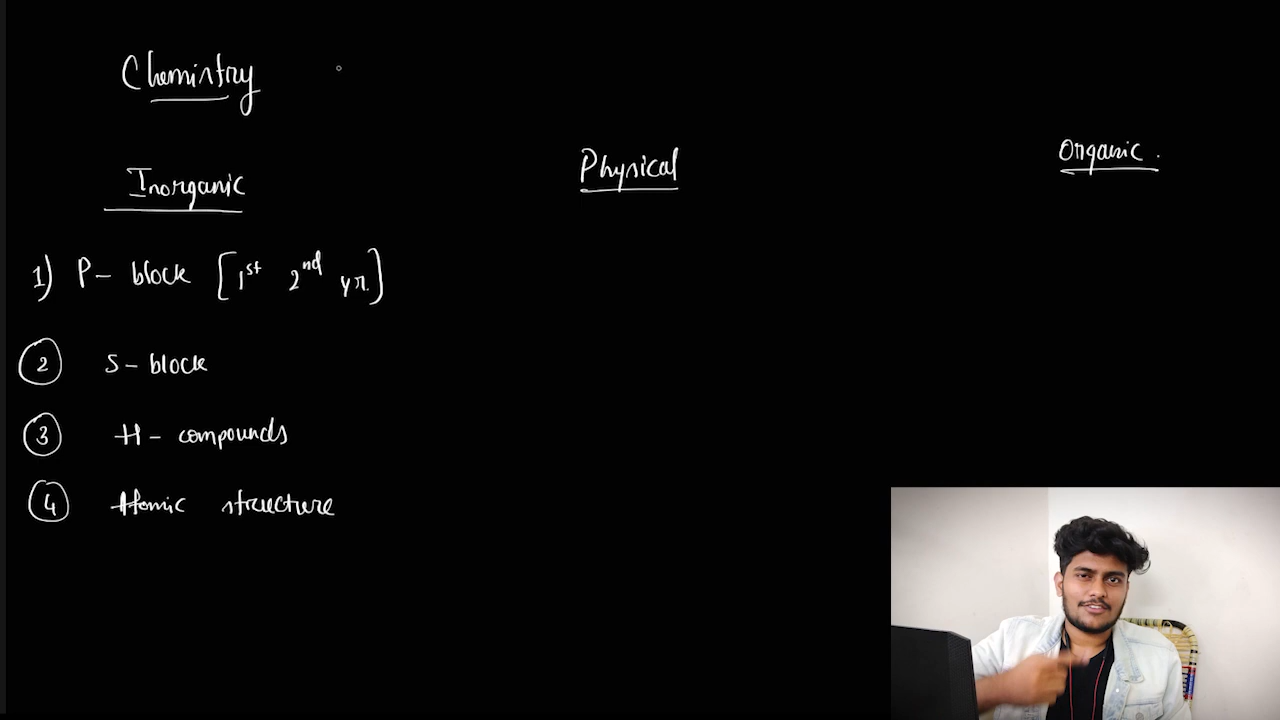 Chemistry
Inorganic
Physical
Organic.
1) P- block [1st 2nd yr.]
2 S- block
3 H- compounds
4 Atomic structure